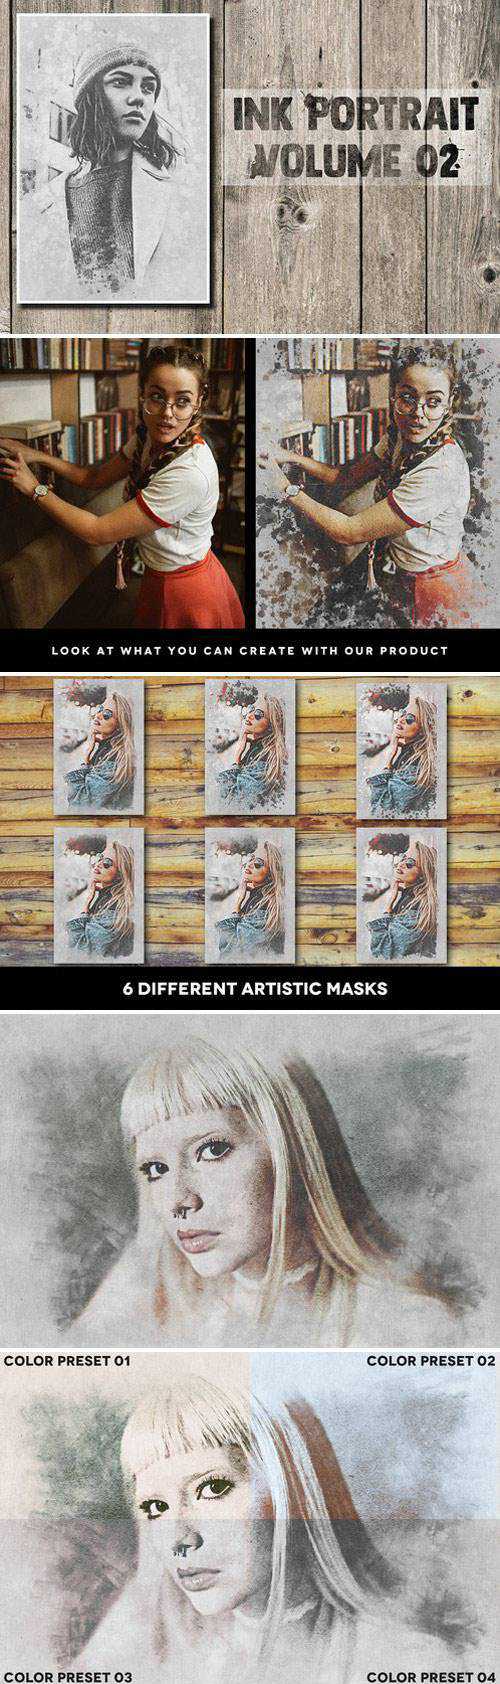 INK PORTRAIT
VOLUME 02
LOOK AT WHAT YOU CAN CREATE WITH OUR PRODUCT
6 DIFFERENT ARTISTIC MASKS
COLOR PRESET 01
COLOR PRESET 02
COLOR PRESET 03
COLOR PRESET 04